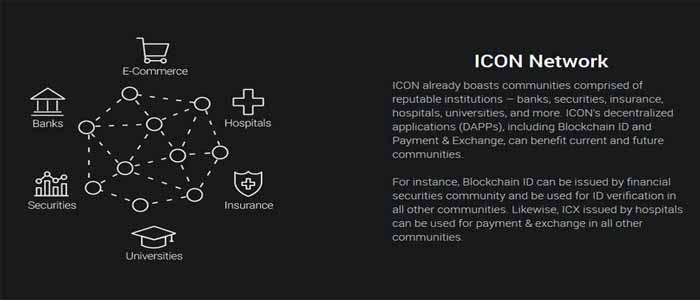 E-Commerce
Banks
Hospitals
Securities
Insurance
Universities
ICON Network
ICON already boasts communities comprised of
reputable institutions – banks, securities, insurance,
hospitals, universities, and more. ICON's decentralized
applications (DAPPs), including Blockchain ID and
Payment & Exchange, can benefit current and future
communities.
For instance, Blockchain ID can be issued by financial
securities community and be used for ID verification in
all other communities. Likewise, ICX issued by hospitals
can be used for payment & exchange in all other
communities.